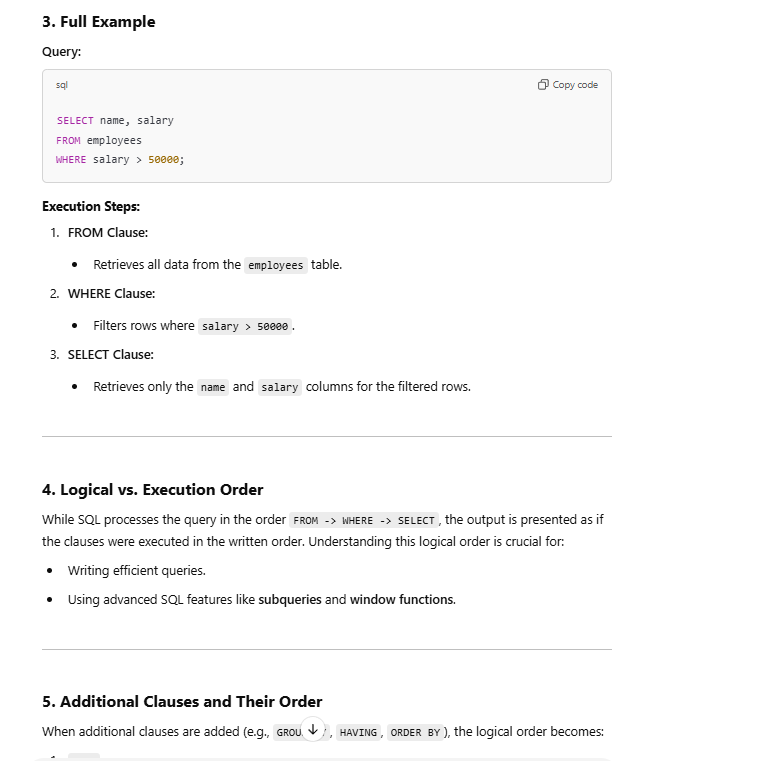 3. Full Example
Query:
sql
Copy code
SELECT name, salary
FROM employees
WHERE salary > 50000;
Execution Steps:
1. FROM Clause:
• Retrieves all data from the employees table.
2. WHERE Clause:
• Filters rows where salary > 50000.
3. SELECT Clause:
• Retrieves only the name and salary columns for the filtered rows.
4. Logical vs. Execution Order
While SQL processes the query in the order FROM -> WHERE -> SELECT, the output is presented as if
the clauses were executed in the written order. Understanding this logical order is crucial for:
• Writing efficient queries.
• Using advanced SQL features like subqueries and window functions.
5. Additional Clauses and Their Order
When additional clauses are added (e.g., , HAVING, ORDER BY), the logical order becomes: